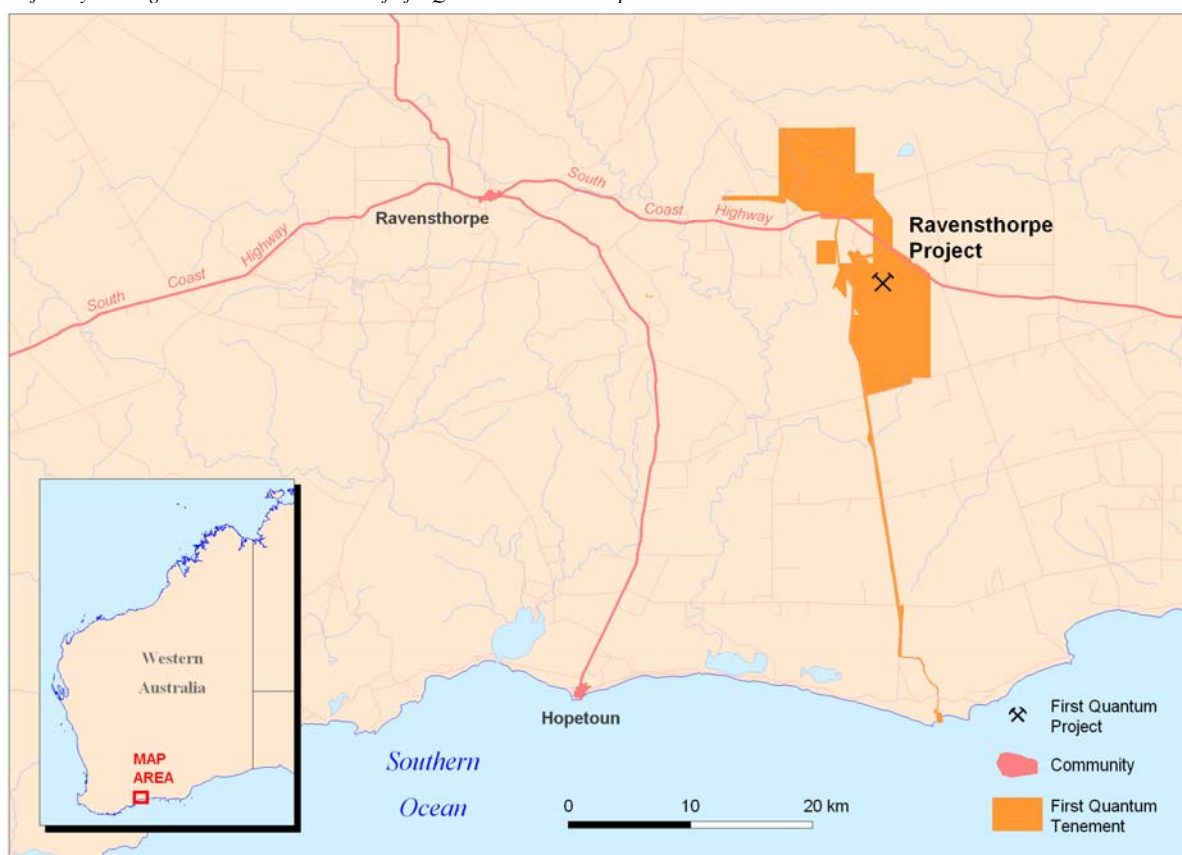 South
Coast
Highway
Ravensthorpe
South
Coast
Highway
Ravensthorpe
Project
Western
Australia
MAP
AREA
Hopetoun
Southern
Ocean
0 10 20 km
First Quantum
Project
Community
First Quantum
Tenement